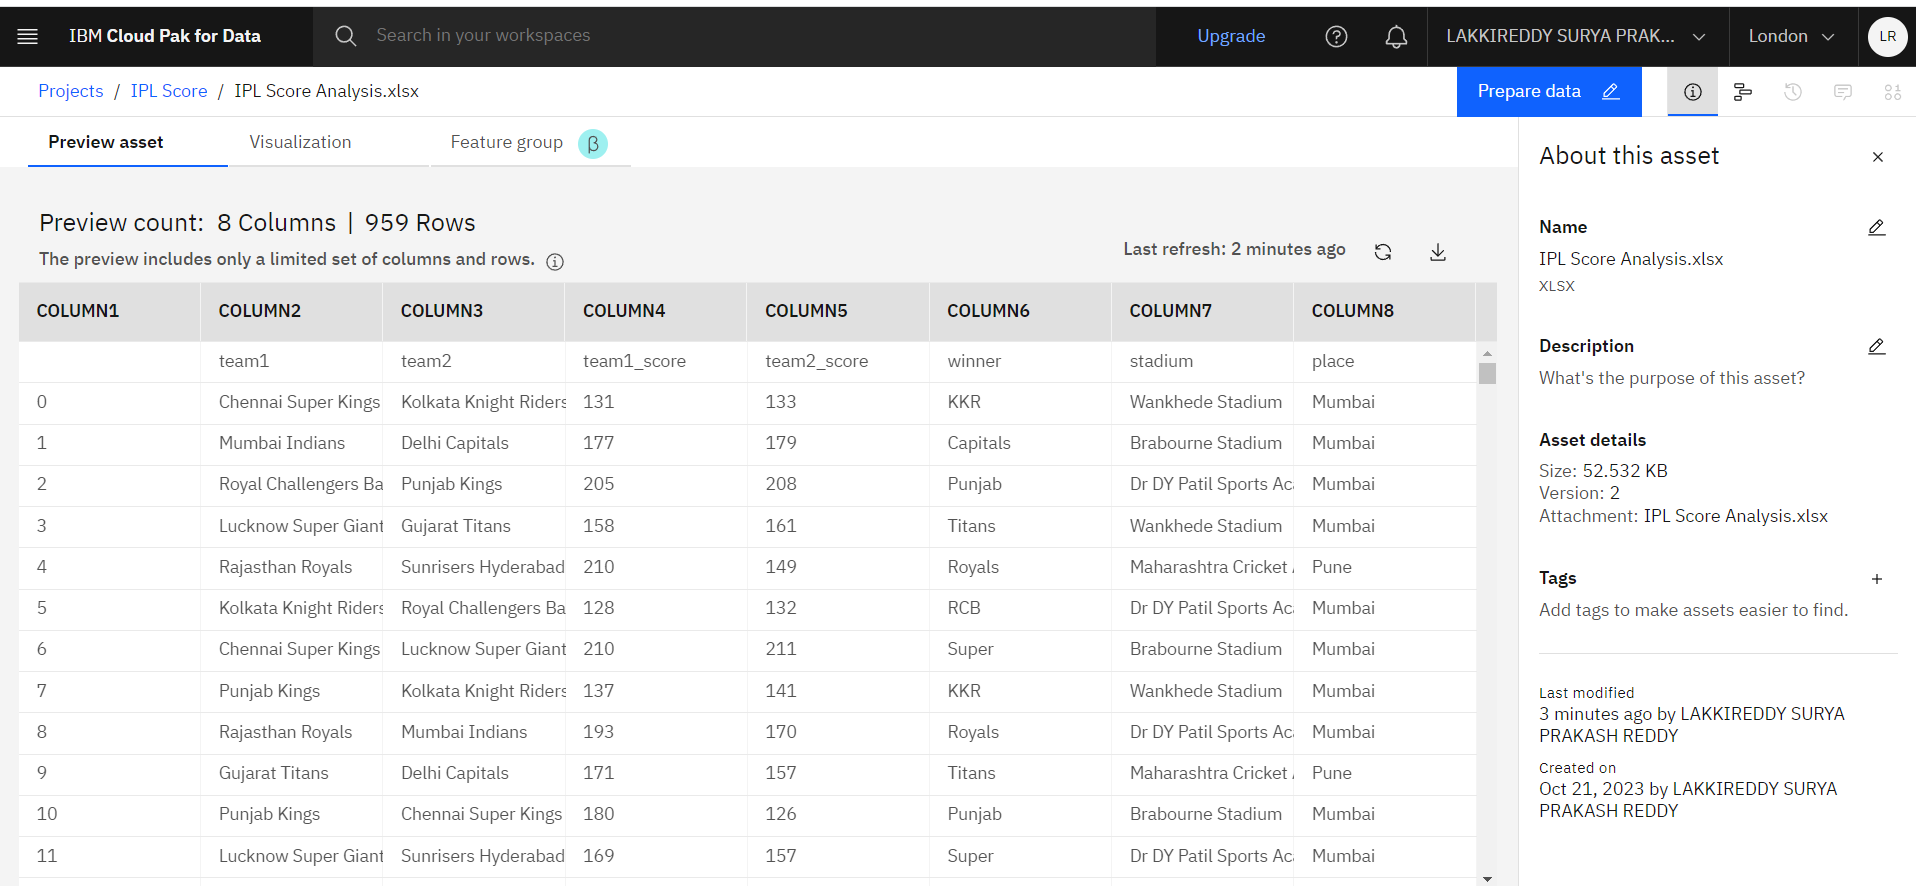 IBM Cloud Pak for Data
Search in your workspaces
Upgrade
LAKKIREDDY SURYA PRAK...
London
LR
Projects / IPL Score / IPL Score Analysis.xlsx
Prepare data
Preview asset
Visualization
Feature group β
Preview count: 8 Columns | 959 Rows
The preview includes only a limited set of columns and rows.
Last refresh: 2 minutes ago
COLUMN1 COLUMN2 COLUMN3 COLUMN4 COLUMN5 COLUMN6 COLUMN7 COLUMN8
team1 team2 team1_score team2_score winner stadium place
0 Chennai Super Kings Kolkata Knight Riders 131 133 KKR Wankhede Stadium Mumbai
1 Mumbai Indians Delhi Capitals 177 179 Capitals Brabourne Stadium Mumbai
2 Royal Challengers Ba Punjab Kings 205 208 Punjab Dr DY Patil Sports Aca Mumbai
3 Lucknow Super Giant Gujarat Titans 158 161 Titans Wankhede Stadium Mumbai
4 Rajasthan Royals Sunrisers Hyderabad 210 149 Royals Maharashtra Cricket Pune
5 Kolkata Knight Riders Royal Challengers Ba 128 132 RCB Dr DY Patil Sports Aca Mumbai
6 Chennai Super Kings Lucknow Super Giant 210 211 Super Brabourne Stadium Mumbai
7 Punjab Kings Kolkata Knight Riders 137 141 KKR Wankhede Stadium Mumbai
8 Rajasthan Royals Mumbai Indians 193 170 Royals Dr DY Patil Sports Aca Mumbai
9 Gujarat Titans Delhi Capitals 171 157 Titans Maharashtra Cricket Pune
10 Punjab Kings Chennai Super Kings 180 126 Punjab Brabourne Stadium Mumbai
11 Lucknow Super Giant Sunrisers Hyderabad 169 157 Super Dr DY Patil Sports Aca Mumbai
About this asset
Name
IPL Score Analysis.xlsx
XLSX
Description
What's the purpose of this asset?
Asset details
Size: 52.532 KB
Version: 2
Attachment: IPL Score Analysis.xlsx
Tags
Add tags to make assets easier to find.
Last modified
3 minutes ago by LAKKIREDDY SURYA
PRAKASH REDDY
Created on
Oct 21, 2023 by LAKKIREDDY SURYA
PRAKASH REDDY